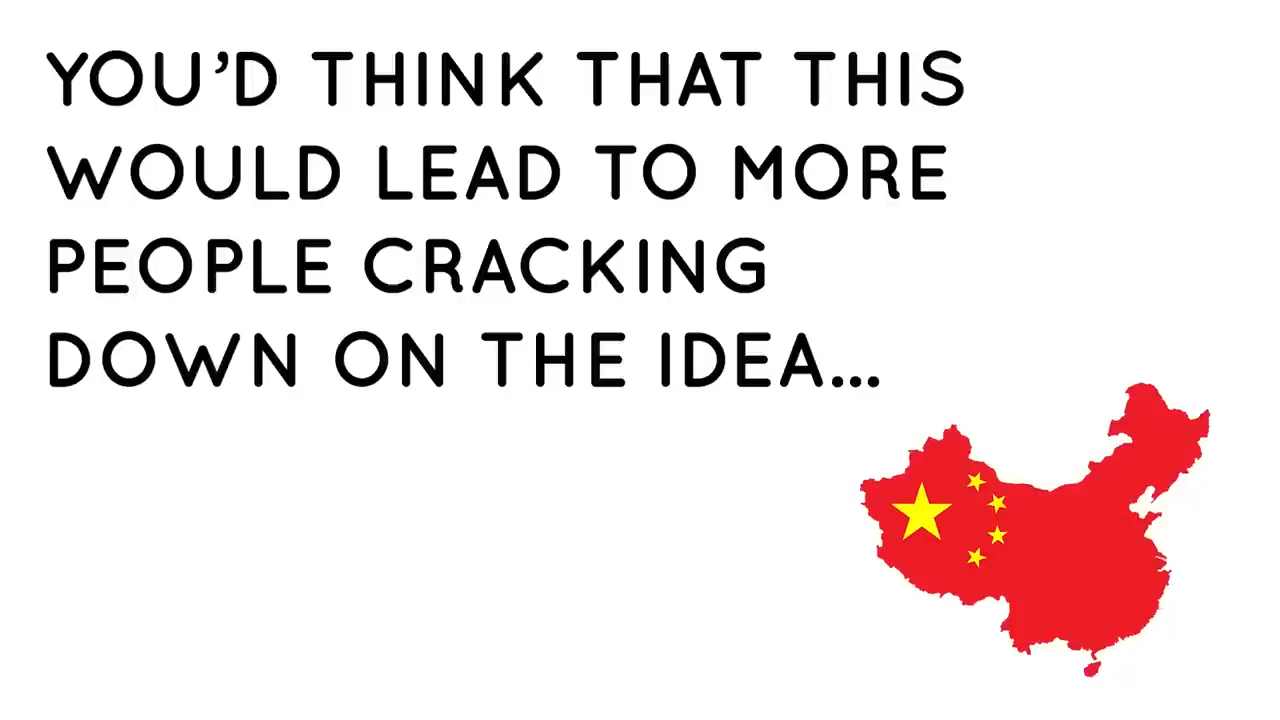 YOU’D THINK THAT THIS
WOULD LEAD TO MORE
PEOPLE CRACKING
DOWN ON THE IDEA...